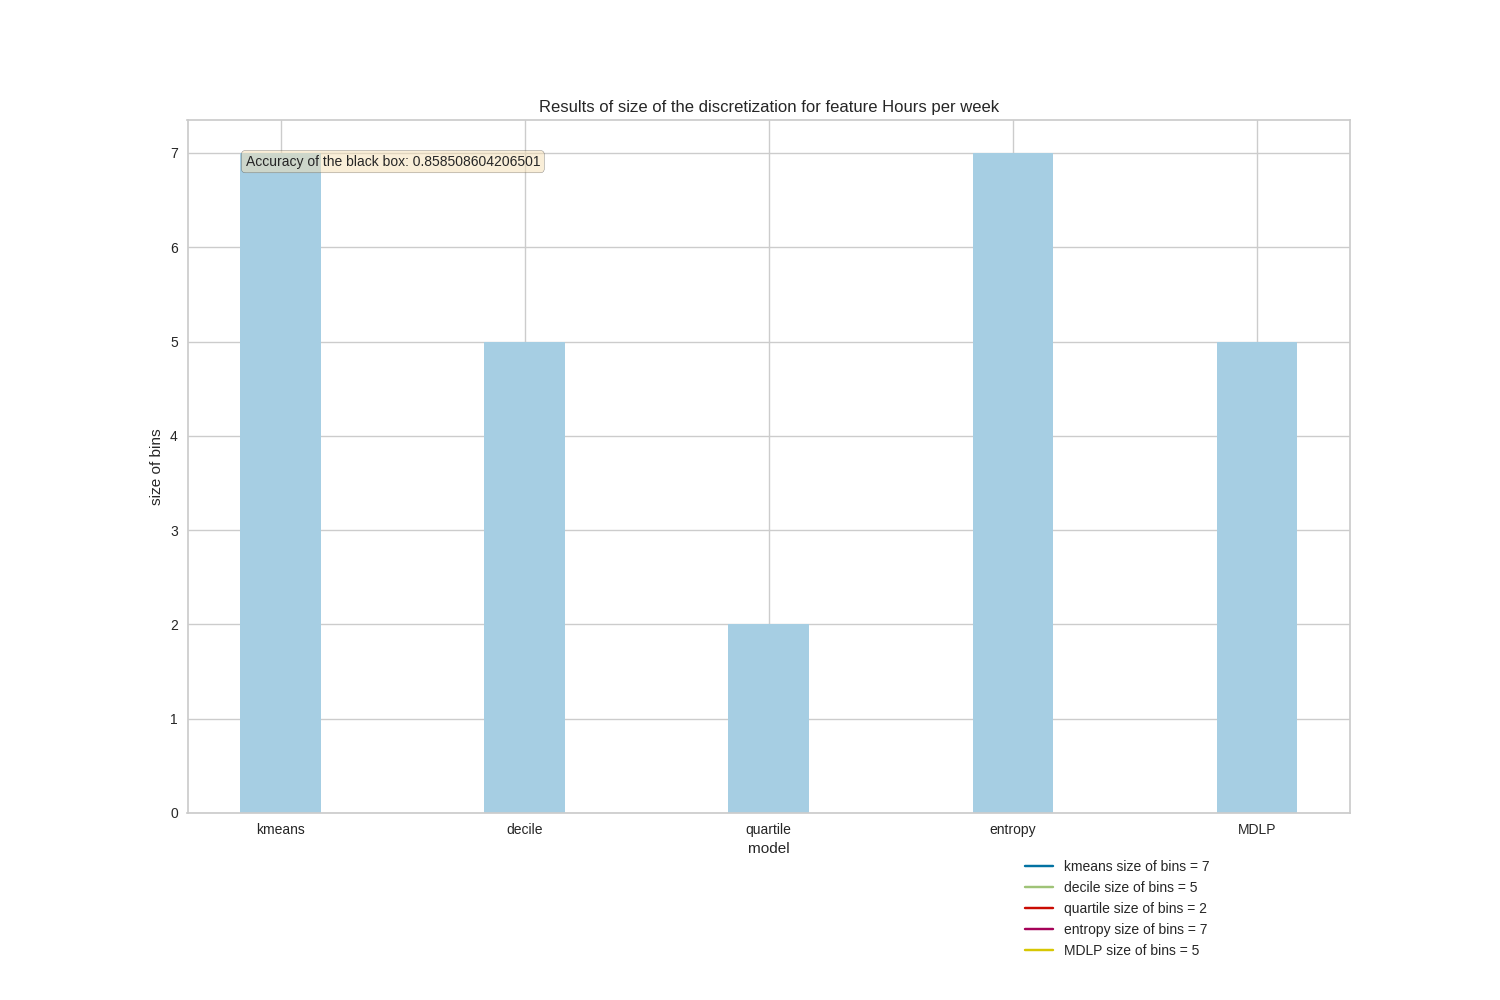 Results of size of the discretization for feature Hours per week
Accuracy of the black box: 0.858508604206501
7
6
5
4
3
2
1
0
size of bins
kmeans decile quartile entropy MDLP
model
kmeans size of bins = 7
decile size of bins = 5
quartile size of bins = 2
entropy size of bins = 7
MDLP size of bins = 5